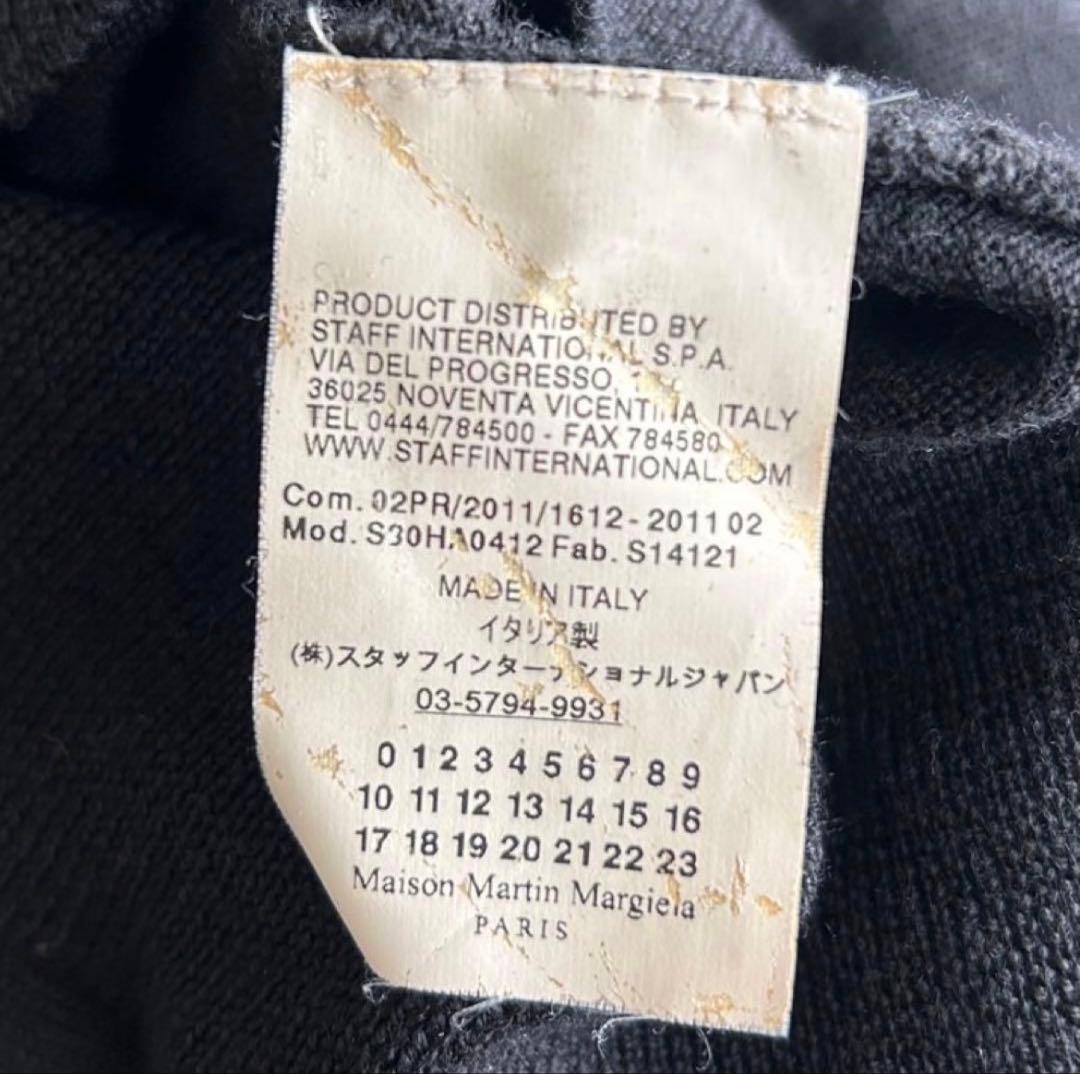 PRODUCT DISTRIBUTED BY
STAFF INTERNATIONAL S.P.A.
VIA DEL PROGRESSO,
36025 NOVENTA VICENTINA ITALY
TEL 0444/784500 - FAX 784580
WWW.STAFFINTERNATIONAL.COM
Com. 02PR/2011/1612 - 2011 02
Mod. S30HA0412 Fab. S14121
MADE IN ITALY
イタリア製
(株)スタッフインターナショナルジャパン
03-5794-9931
0 1 2 3 4 5 6 7 8 9
10 11 12 13 14 15 16
17 18 19 20 21 22 23
Maison Martin Margiela
PARIS